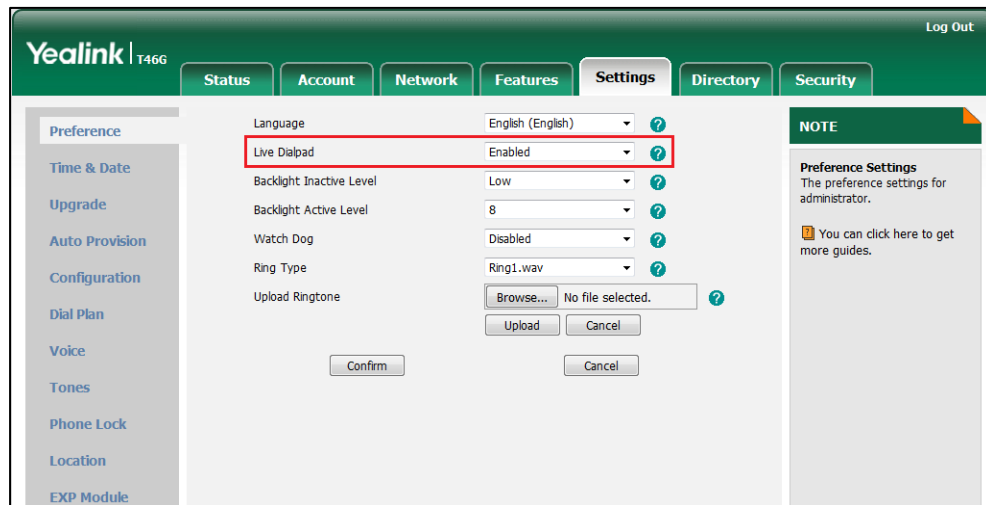 Log Out
Yealink T46G
Status Account Network Features Settings Directory Security
Preference
Time & Date
Upgrade
Auto Provision
Configuration
Dial Plan
Voice
Tones
Phone Lock
Location
EXP Module
Language English (English)
Live Dialpad Enabled
Backlight Inactive Level Low
Backlight Active Level 8
Watch Dog Disabled
Ring Type Ring1.wav
Upload Ringtone Browse... No file selected.
Upload Cancel
Confirm Cancel
NOTE
Preference Settings
The preference settings for
administrator.
You can click here to get
more guides.